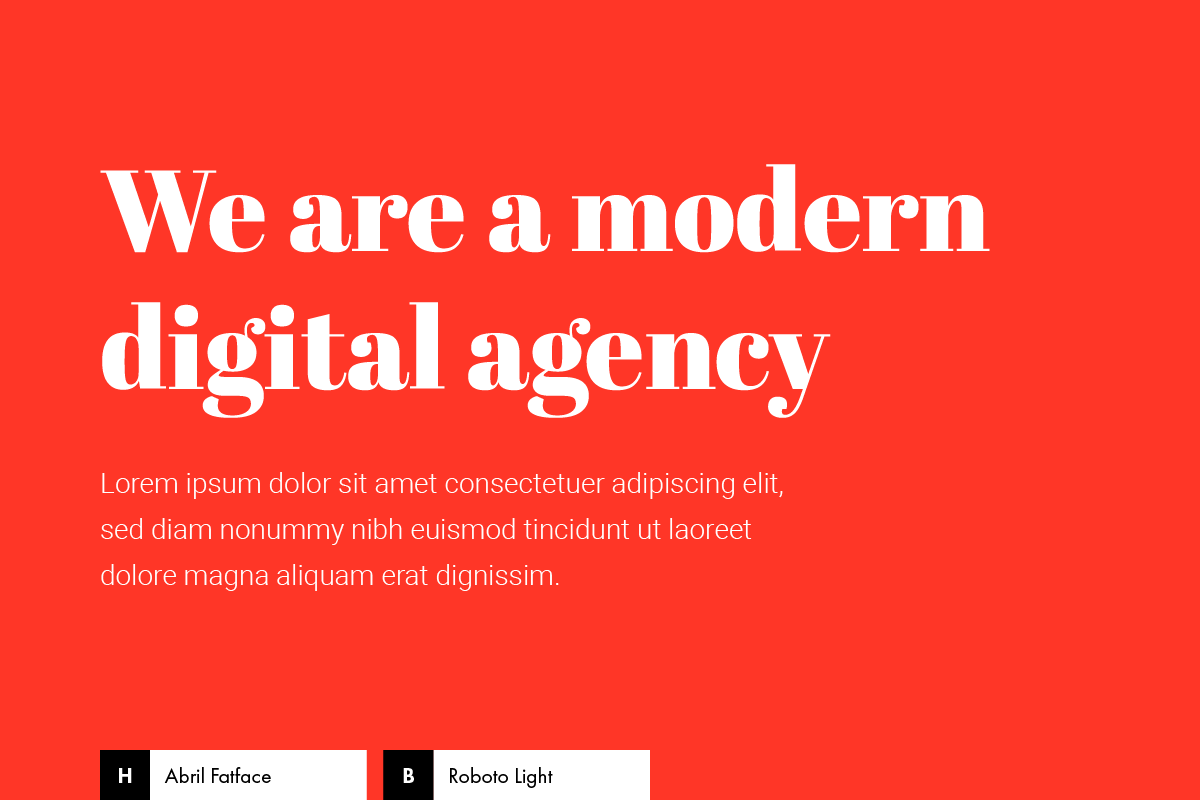 We are a modern
digital agency
Lorem ipsum dolor sit amet consectetuer adipiscing elit,
sed diam nonummy nibh euismod tincidunt ut laoreet
dolore magna aliquam erat dignissim.
H Abril Fatface B Roboto Light